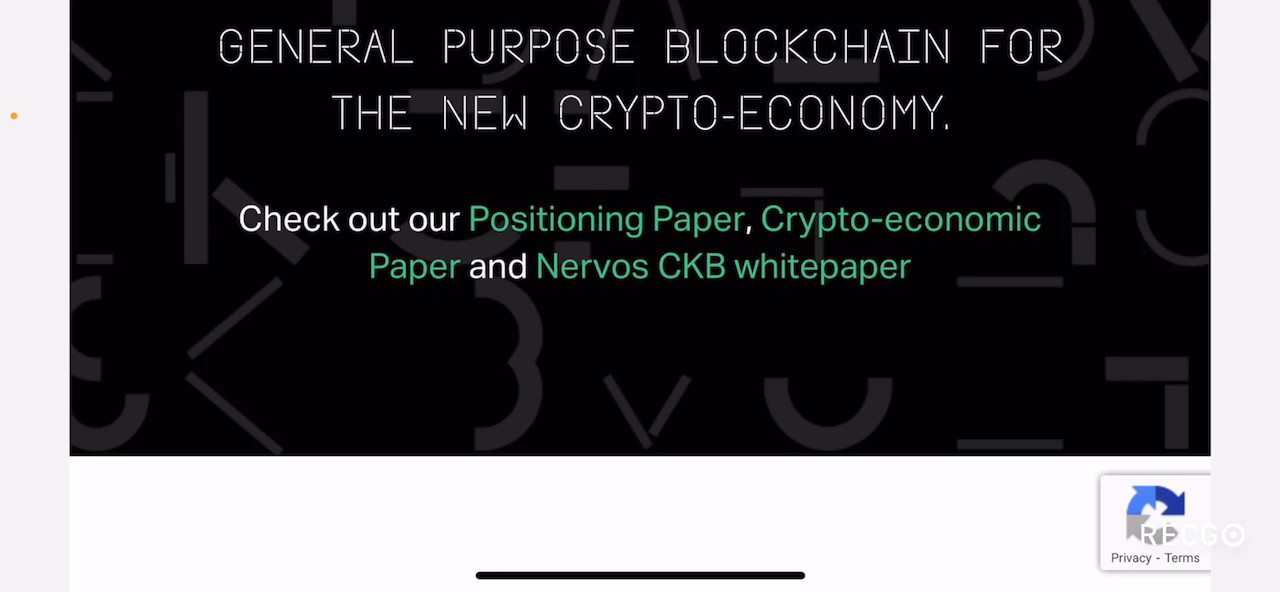 GENERAL PURPOSE BLOCKCHAIN FOR
THE NEW CRYPTO-ECONOMY.
Check out our Positioning Paper, Crypto-economic
Paper and Nervos CKB whitepaper
RECGO
Privacy - Terms